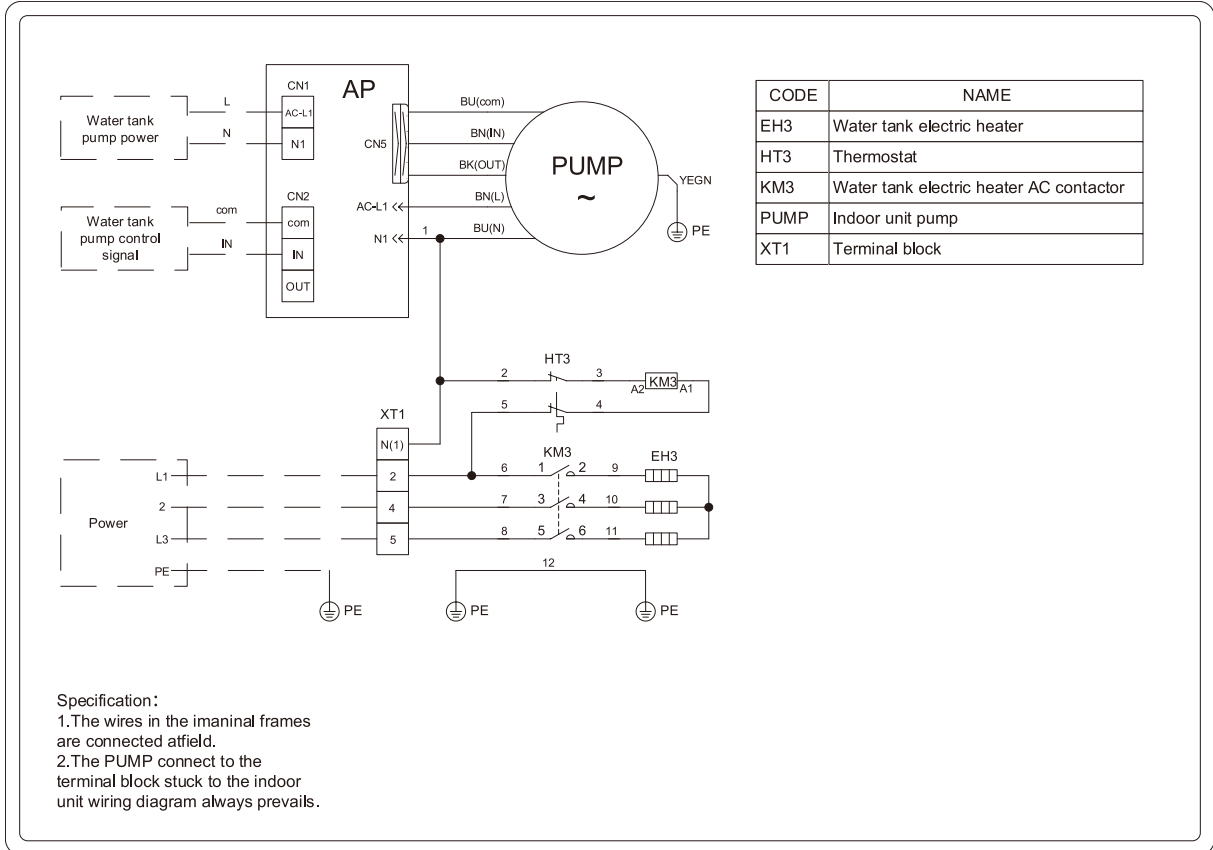 AP
CN1
AC-L1
N1
L
N
Water tank
pump power
CN2
com
IN
OUT
com
IN
Water tank
pump control
signal
CN5
AC-L1
N1
1
BU(com)
BN(IN)
BK(OUT)
BN(L)
BU(N)
PUMP
~
YEGN
PE
CODE NAME
EH3 Water tank electric heater
HT3 Thermostat
KM3 Water tank electric heater AC contactor
PUMP Indoor unit pump
XT1 Terminal block
HT3
2 3
A2 KM3 A1
5 4
XT1
N(1)
2
4
5
KM3
EH3
6 1 2 9
7 3 4 10
8 5 6 11
12
Power
L1
2
L3
PE
PE
PE
PE
Specification:
1.The wires in the imaninal frames
are connected atfield.
2.The PUMP connect to the
terminal block stuck to the indoor
unit wiring diagram always prevails.